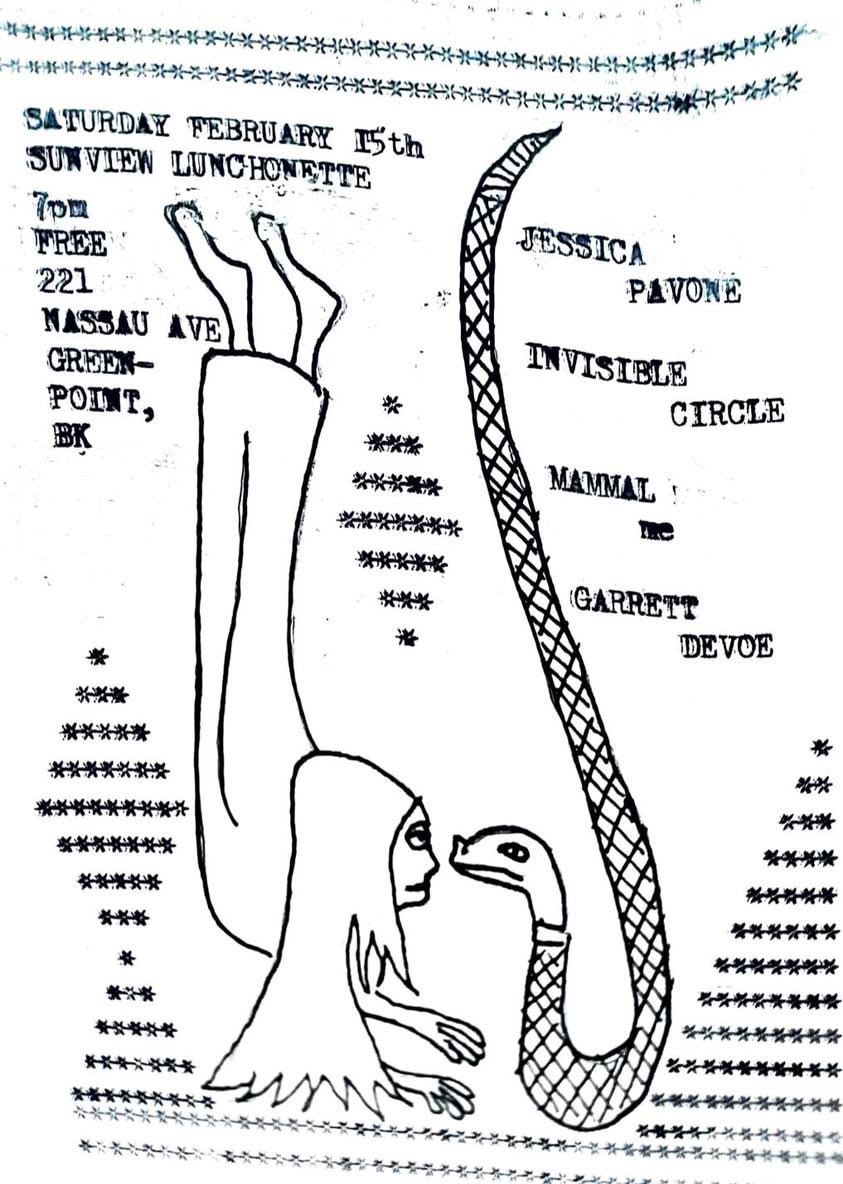 SATURDAY FEBRUARY 15th
SUNVIEW LUNCHONETTE
7pm
FREE
221
NASSAU AVE
GREEN-
POINT,
BK
JESSICA
PAVONE
INVISIBLE
CIRCLE
MAMMAL
me
GARRETT
DEVOE